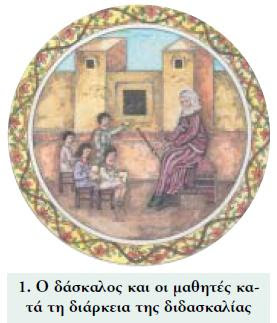 1. Ο δάσκαλος και οι μαθητές κα-
τά τη διάρκεια της διδασκαλίας